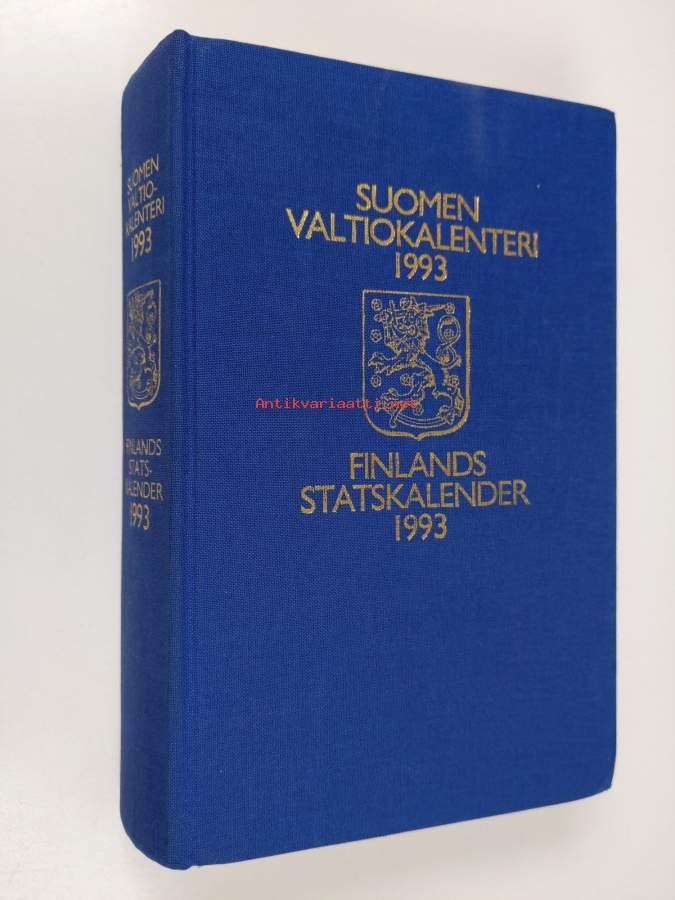 SUOMEN
VALTIO-
KALENTERI
1993
FINLANDS
STATS-
KALENDER
1993
SUOMEN
VALTIOKALENTERI
1993
Antikvariaatti.net
FINLANDS
STATSKALENDER
1993